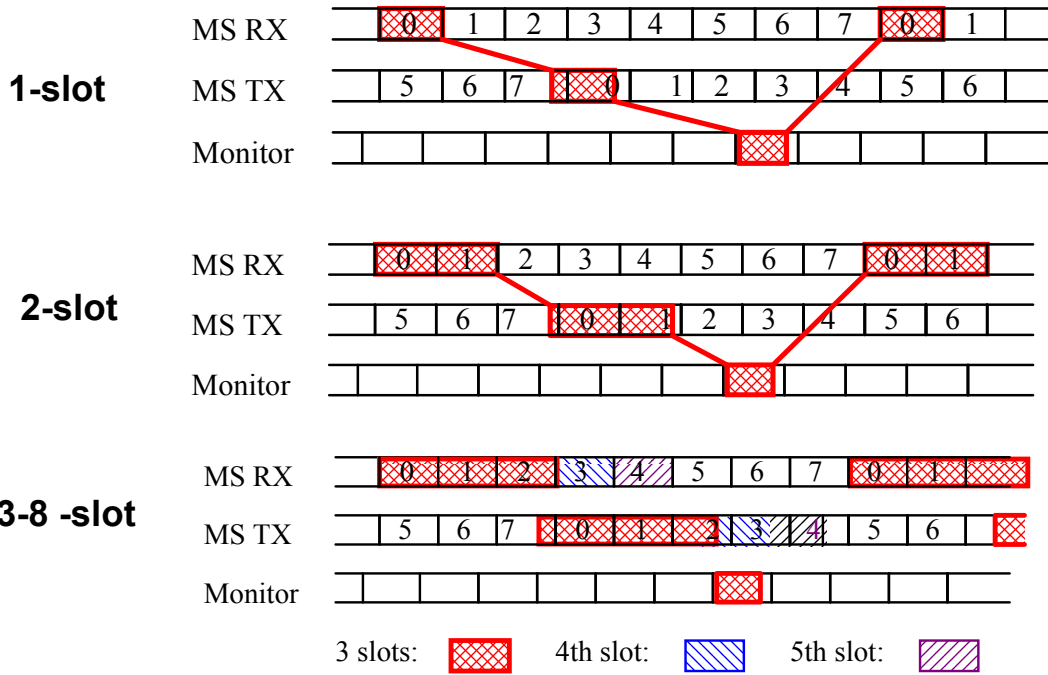 MS RX 0 1 2 3 4 5 6 7 0 1
1-slot MS TX 5 6 7 0 1 2 3 4 5 6
Monitor
MS RX 0 1 2 3 4 5 6 7 0 1
2-slot MS TX 5 6 7 0 1 2 3 4 5 6
Monitor
MS RX 0 1 2 3 4 5 6 7 0 1
3-8 -slot MS TX 5 6 7 0 1 2 3 4 5 6
Monitor
3 slots: 4th slot: 5th slot: